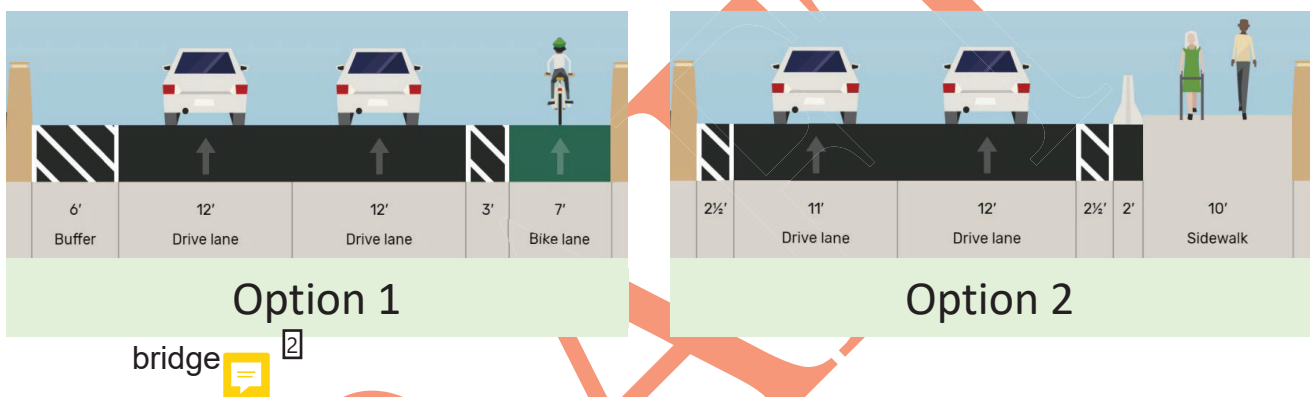 6′ 12′ 12′ 3′ 7′
Buffer Drive lane Drive lane Bike lane
Option 1
2½′ 11′ 12′ 2½′ 2′ 10′
Drive lane Drive lane Sidewalk
Option 2
bridge 2